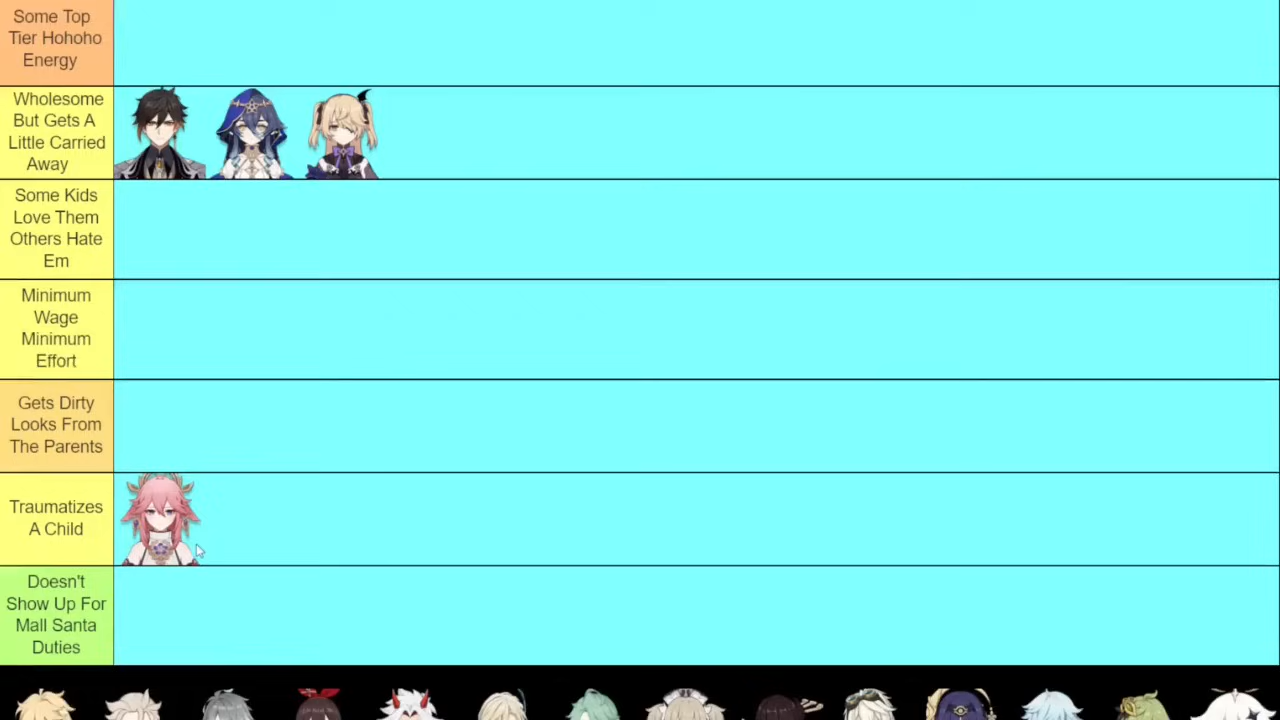 Some Top
Tier Hohoho
Energy
Wholesome
But Gets A
Little Carried
Away
Some Kids
Love Them
Others Hate
Em
Minimum
Wage
Minimum
Effort
Gets Dirty
Looks From
The Parents
Traumatizes
A Child
Doesn't
Show Up For
Mall Santa
Duties